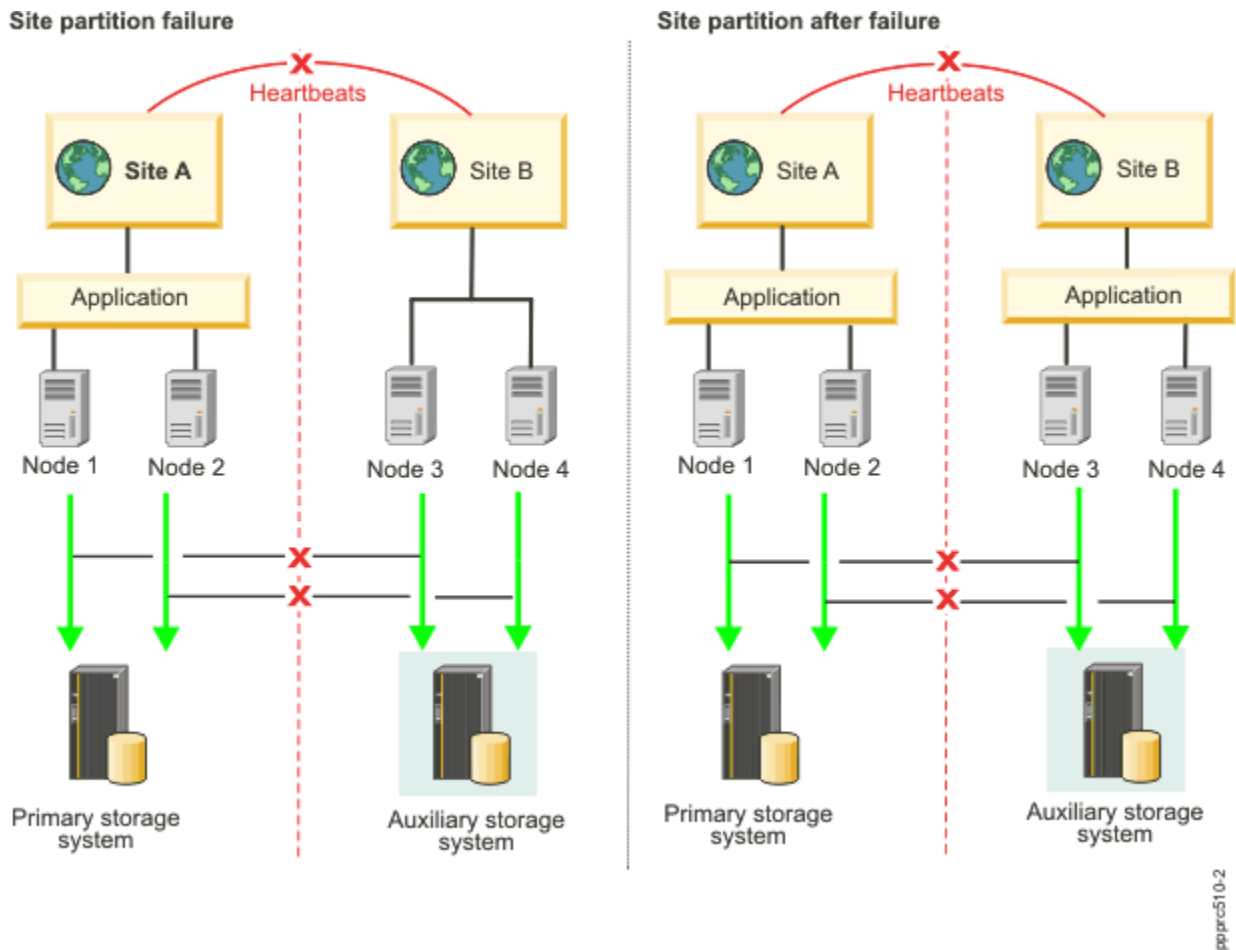 Site partition failure
Heartbeats
Site A
Site B
Application
Node 1
Node 2
Node 3
Node 4
Primary storage
system
Auxiliary storage
system
Site partition after failure
Heartbeats
Site A
Site B
Application
Application
Node 1
Node 2
Node 3
Node 4
Primary storage
system
Auxiliary storage
system
ppprc510-2